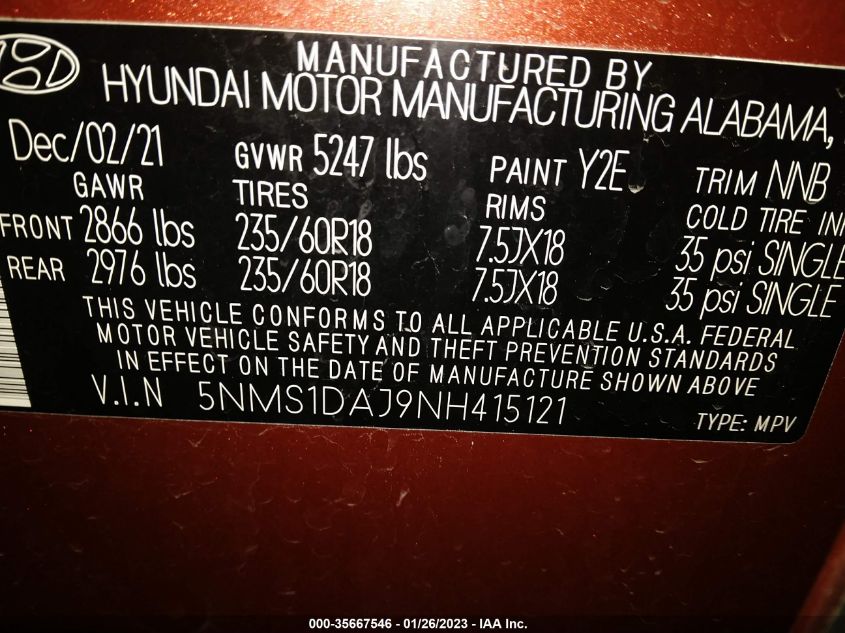 MANUFACTURED BY
HYUNDAI MOTOR MANUFACTURING ALABAMA,
Dec/02/21 GVWR 5247 lbs PAINT Y2E TRIM NNB
GAWR TIRES RIMS COLD TIRE
FRONT 2866 lbs 235/60R18 7.5JX18 35 psi SINGLE
REAR 2976 lbs 235/60R18 7.5JX18 35 psi SINGLE
THIS VEHICLE CONFORMS TO ALL APPLICABLE U.S.A. FEDERAL
MOTOR VEHICLE SAFETY AND THEFT PREVENTION STANDARDS
IN EFFECT ON THE DATE OF MANUFACTURE SHOWN ABOVE
V.I.N 5NMS1DAJ9NH415121 TYPE: MPV
000-35667546 - 01/26/2023 - IAA Inc.